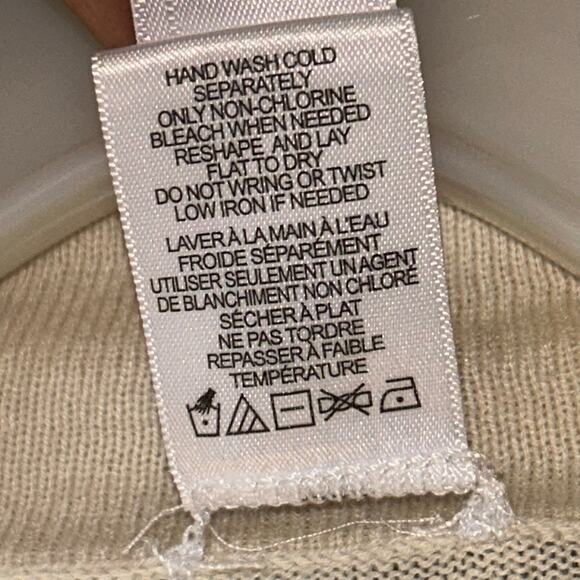 HAND WASH COLD
SEPARATELY
ONLY NON-CHLORINE
BLEACH WHEN NEEDED
RESHAPE AND LAY
FLAT TO DRY
DO NOT WRING OR TWIST
LOW IRON IF NEEDED
LAVER À LA MAIN À L'EAU
FROIDE SÉPARÉMENT
UTILISER SEULEMENT UN AGENT
DE BLANCHIMENT NON CHLORÉ
SÉCHER À PLAT
NE PAS TORDRE
REPASSER À FAIBLE
TEMPÉRATURE